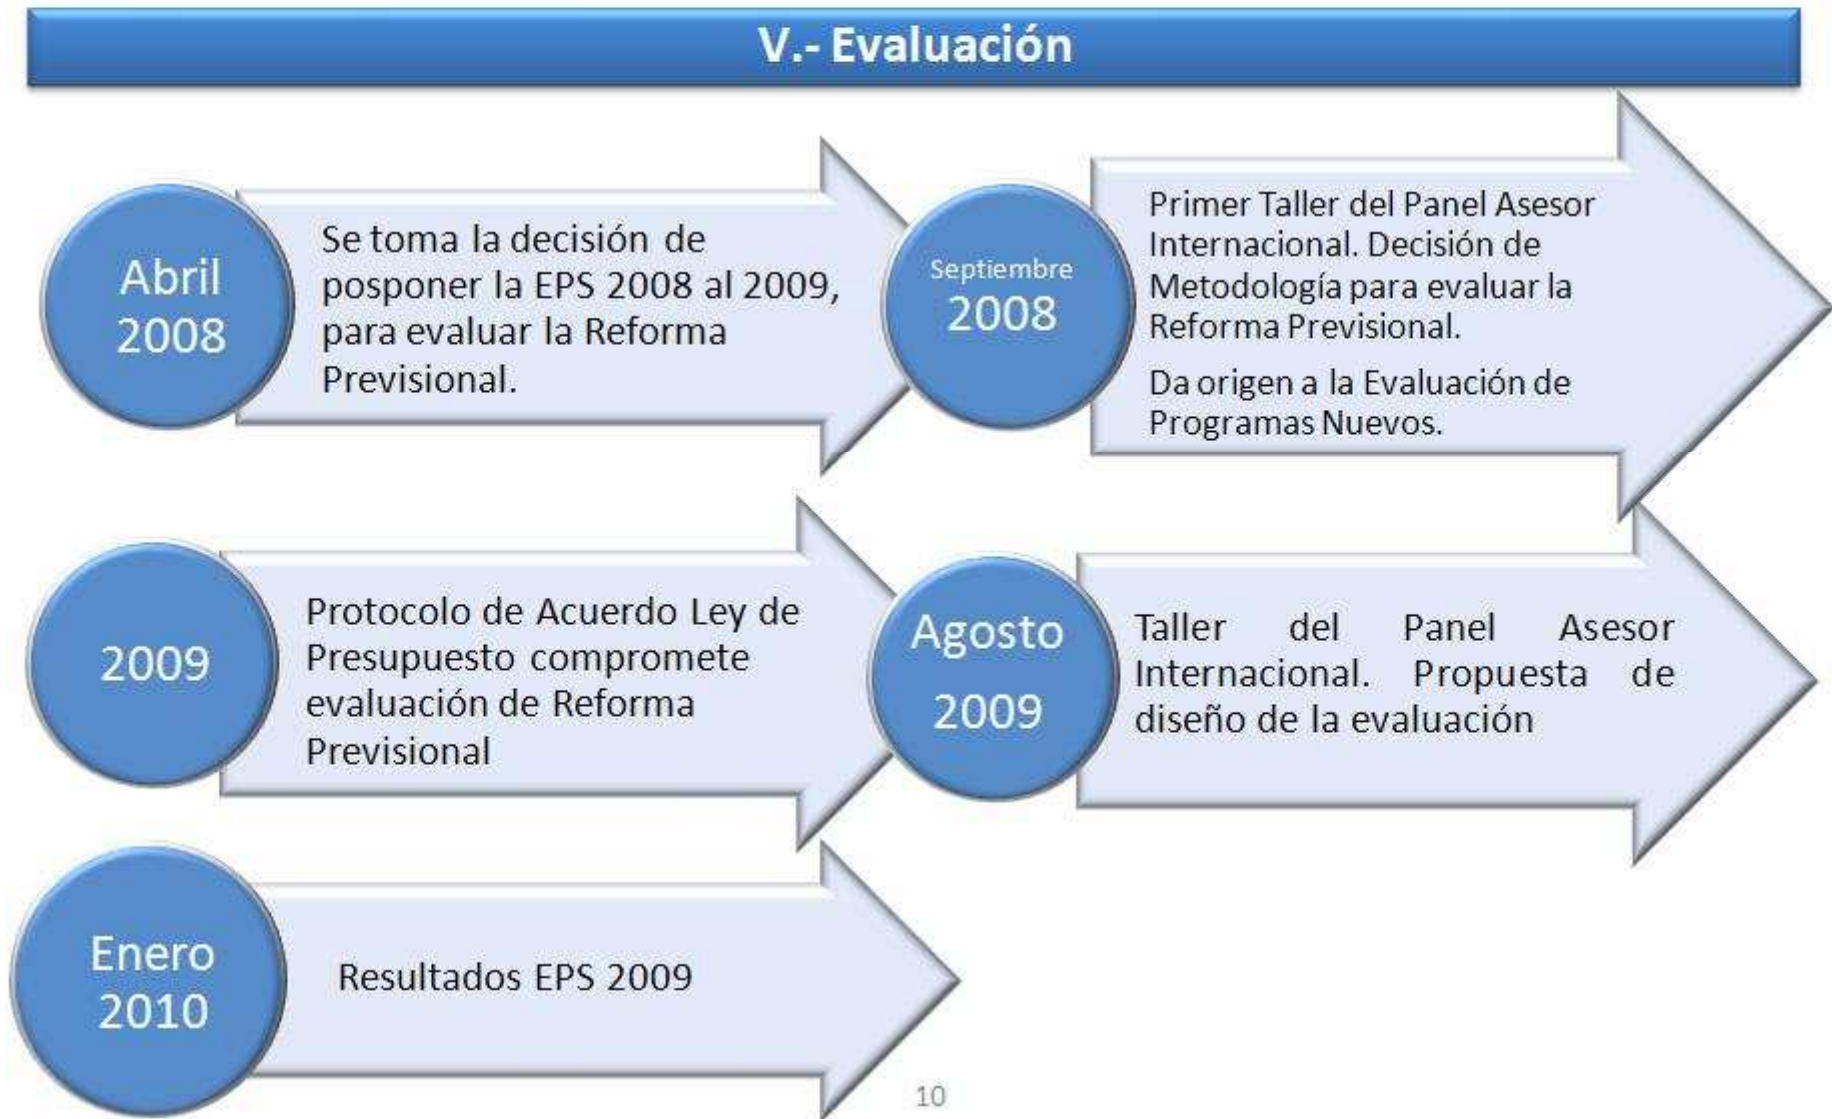 V.- Evaluación
Abril
2008
Se toma la decisión de
posponer la EPS 2008 al 2009,
para evaluar la Reforma
Previsional.
Septiembre
2008
Primer Taller del Panel Asesor
Internacional. Decisión de
Metodología para evaluar la
Reforma Previsional.
Da origen a la Evaluación de
Programas Nuevos.
2009
Protocolo de Acuerdo Ley de
Presupuesto compromete
evaluación de Reforma
Previsional
Agosto
2009
Taller del Panel Asesor
Internacional. Propuesta de
diseño de la evaluación
Enero
2010
Resultados EPS 2009
10